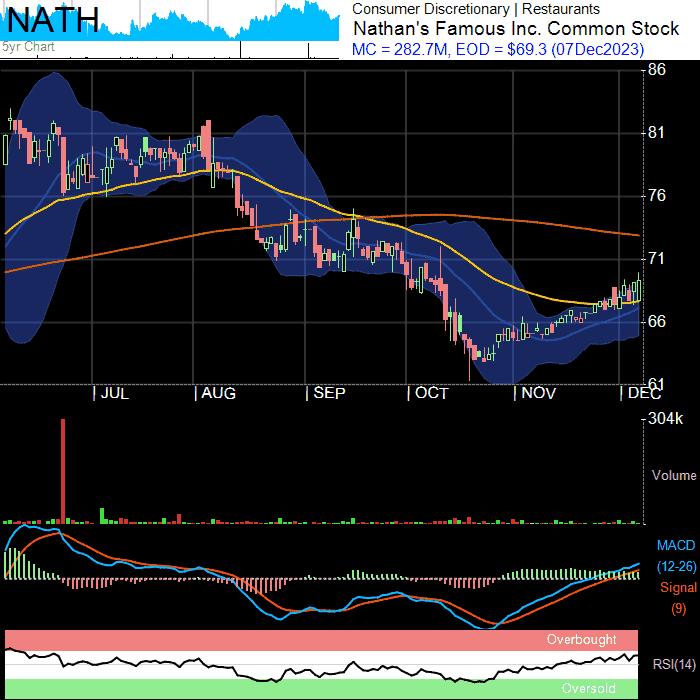 NATH
5yr Chart
Consumer Discretionary | Restaurants
Nathan's Famous Inc. Common Stock
MC = 282.7M, EOD = $69.3 (07Dec2023)
86
81
76
71
66
61
JUL
AUG
SEP
OCT
NOV
DEC
304k
Volume
MACD
(12-26)
Signal
(9)
Overbought
RSI(14)
Oversold